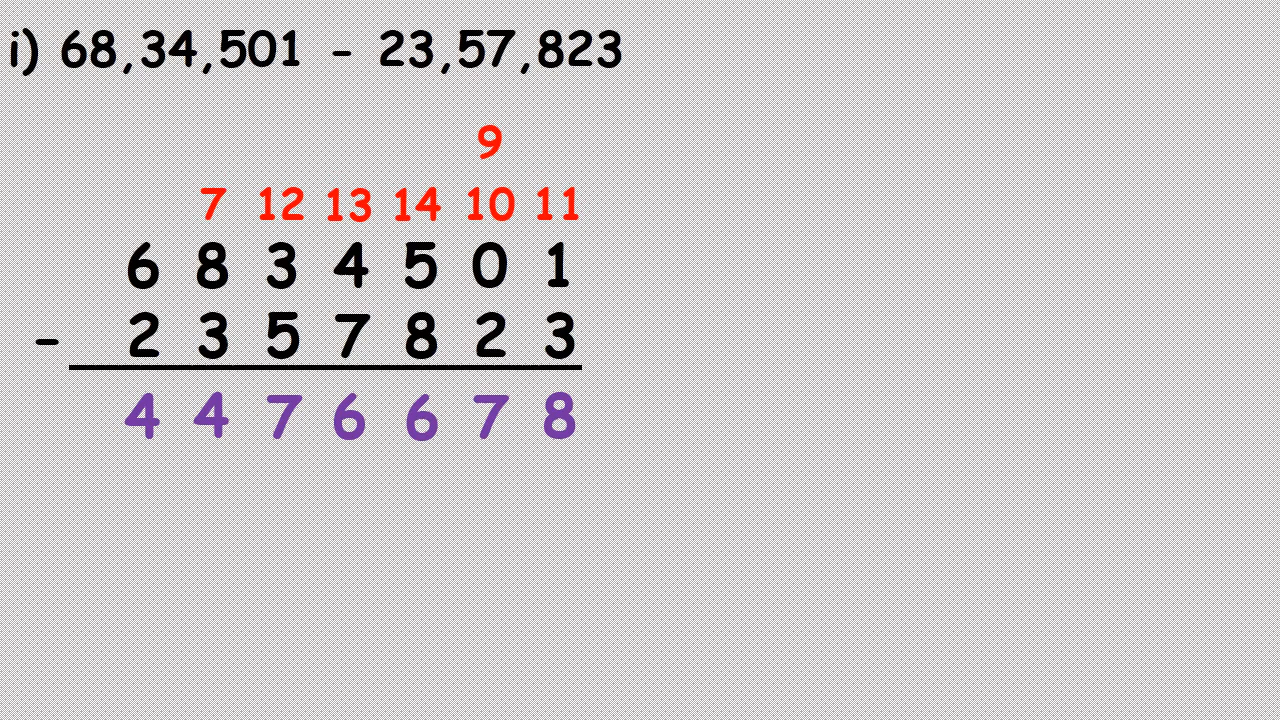 i) 68,34,501 - 23,57,823
9
7 12 13 14 10 11
6 8 3 4 5 0 1
- 2 3 5 7 8 2 3
4 4 7 6 6 7 8